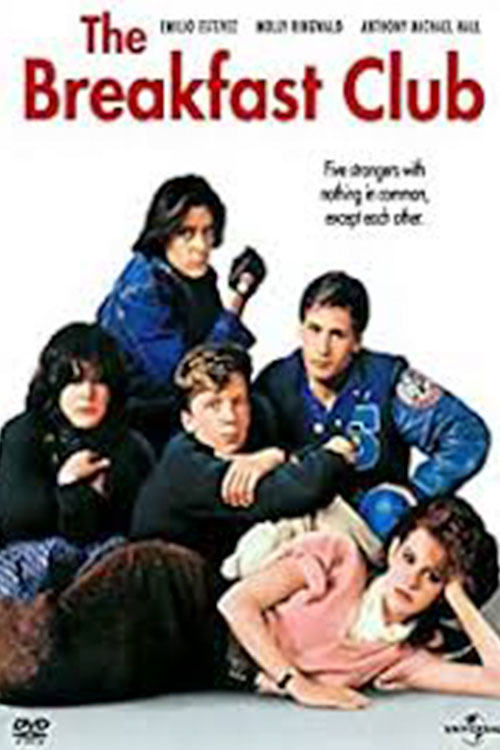 The
EMILIO ESTEVEZ MOLLY RINGWALD ANTHONY MICHAEL HALL
Breakfast Club
Five strangers with
nothing in common,
except each other.
S
DVD
UNIVERSAL